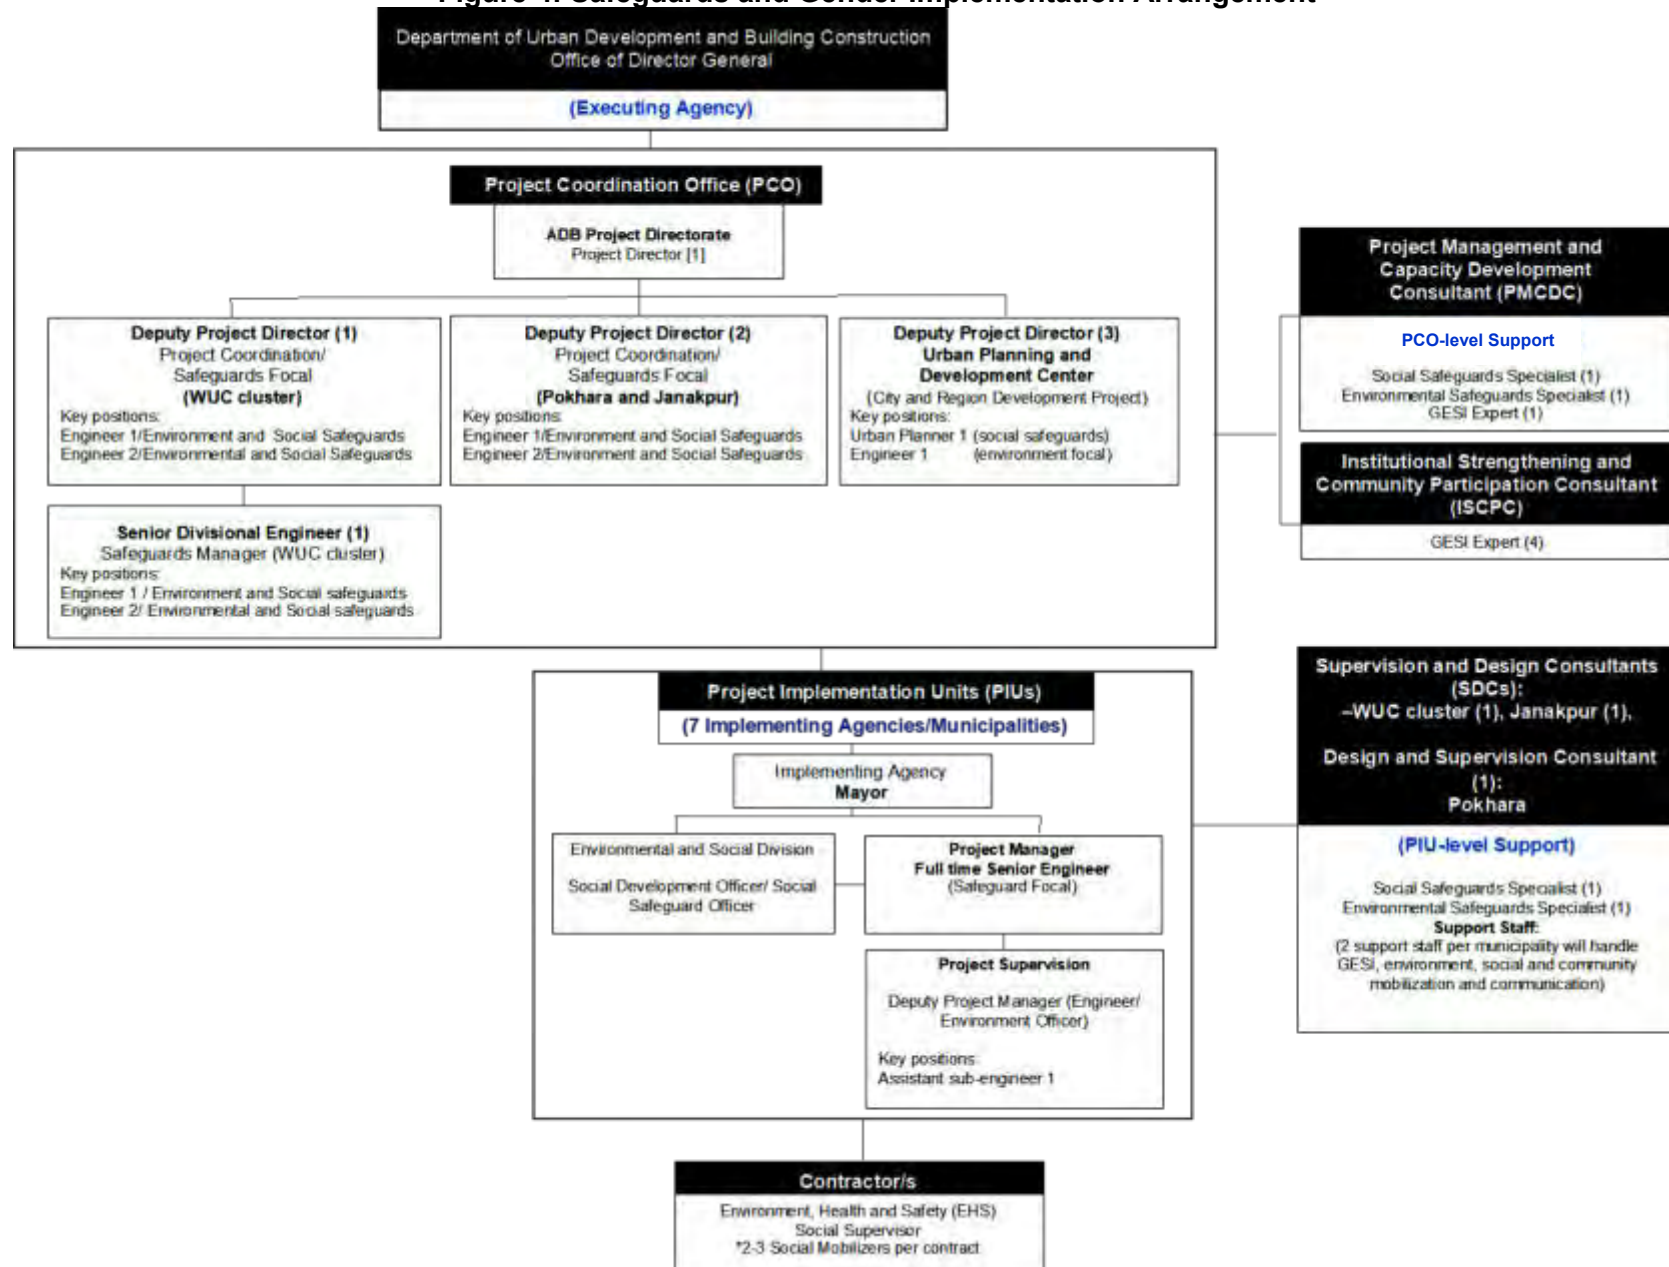 Figure 4: Safeguards and Gender Implementation Arrangement
Department of Urban Development and Building Construction
Office of Director General
(Executing Agency)
Project Coordination Office (PCO)
ADB Project Directorate
Project Director [1]
Deputy Project Director (1)
Project Coordination/
Safeguards Focal
(WUC cluster)
Key positions:
Engineer 1/Environment and Social Safeguards
Engineer 2/Environmental and Social Safeguards
Deputy Project Director (2)
Project Coordination/
Safeguards Focal
(Pokhara and Janakpur)
Key positions:
Engineer 1/Environment and Social Safeguards
Engineer 2/Environment and Social Safeguards
Deputy Project Director (3)
Urban Planning and
Development Center
(City and Region Development Project)
Key positions:
Urban Planner 1 (social safeguards)
Engineer 1 (environment focal)
Senior Divisional Engineer (1)
Safeguards Manager (WUC cluster)
Key positions:
Engineer 1 / Environment and Social safeguards
Engineer 2/ Environmental and Social safeguards
Project Management and
Capacity Development
Consultant (PMCDC)
PCO-level Support
Social Safeguards Specialist (1)
Environmental Safeguards Specialist (1)
GESI Expert (1)
Institutional Strengthening and
Community Participation Consultant
(ISCPC)
GESI Expert (4)
Project Implementation Units (PIUs)
(7 Implementing Agencies/Municipalities)
Implementing Agency
Mayor
Environmental and Social Division
Social Development Officer/ Social
Safeguard Officer
Project Manager
Full time Senior Engineer
(Safeguard Focal)
Project Supervision
Deputy Project Manager (Engineer/
Environment Officer)
Key positions:
Assistant sub-engineer 1
Supervision and Design Consultants
(SDCs):
–WUC cluster (1), Janakpur (1),
Design and Supervision Consultant
(1):
Pokhara
(PIU-level Support)
Social Safeguards Specialist (1)
Environmental Safeguards Specialist (1)
Support Staff:
(2 support staff per municipality will handle
GESI, environment, social and community
mobilization and communication)
Contractor/s
Environment, Health and Safety (EHS)
Social Supervisor
*2-3 Social Mobilizers per contract